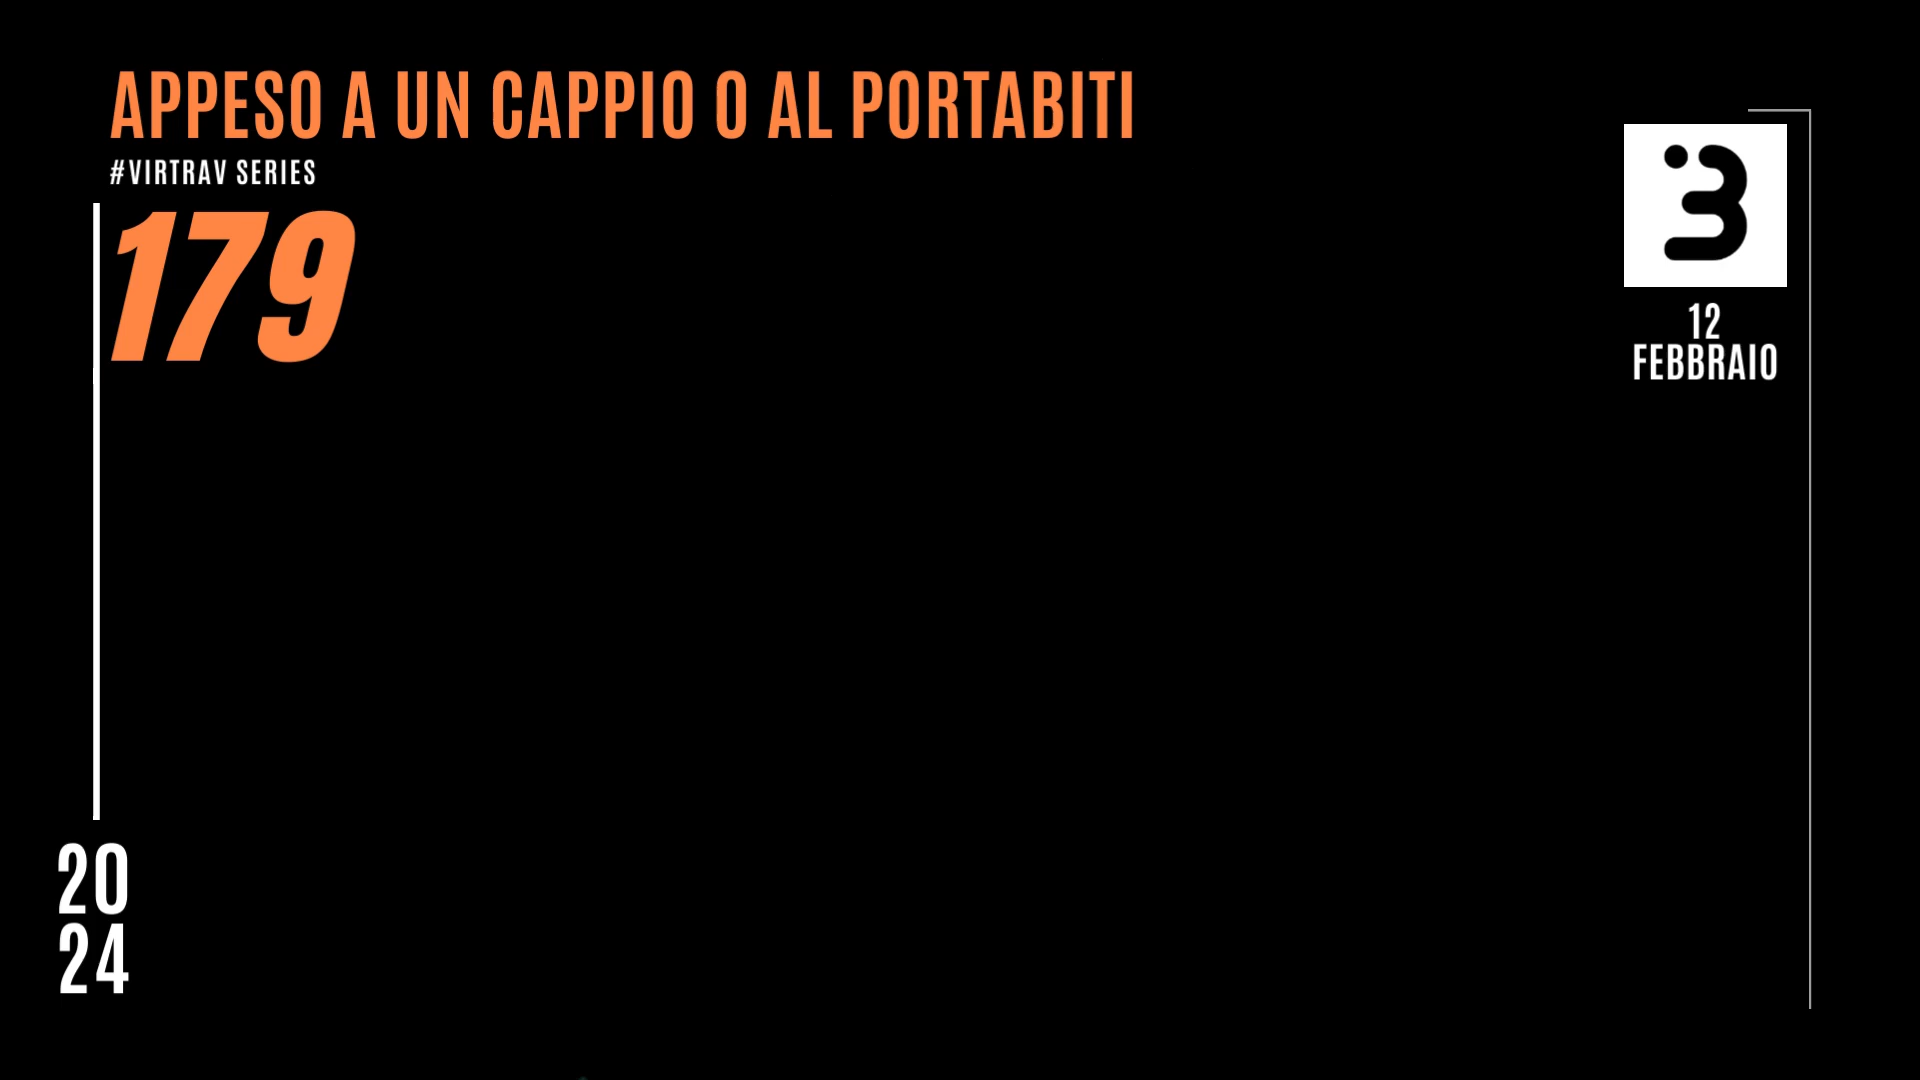 APPESO A UN CAPPIO O AL PORTABITI
#VIRTRAV SERIES
179
12
FEBBRAIO
20
24